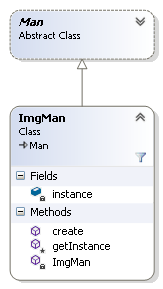 Man
Abstract Class
ImgMan
Class
Man
Fields
instance
Methods
create
getInstance
ImgMan